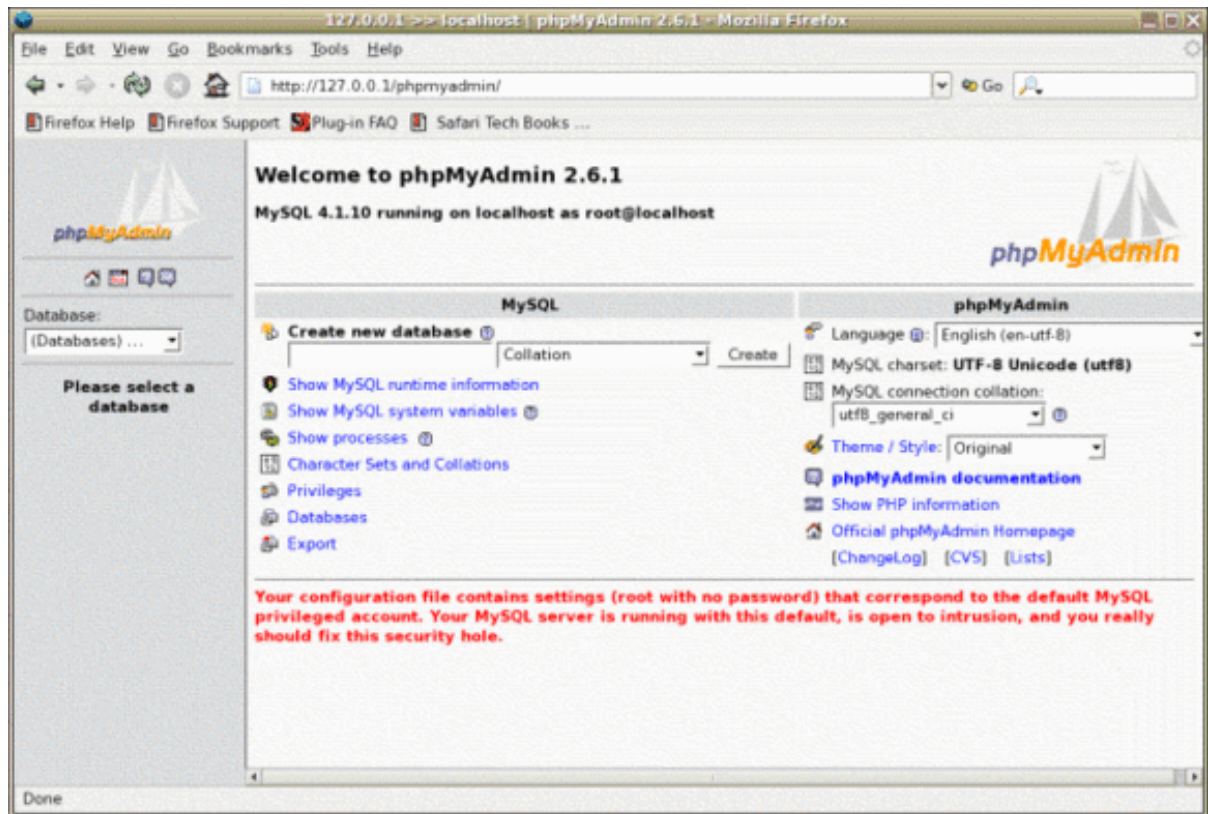 127.0.0.1 >> localhost | phpMyAdmin 2.6.1 - Mozilla Firefox
File Edit View Go Bookmarks Tools Help
http://127.0.0.1/phpmyadmin/ Go
Firefox Help Firefox Support Plug-in FAQ Safari Tech Books ...
phpMyAdmin
Database:
(Databases) ...
Please select a
database
Welcome to phpMyAdmin 2.6.1
MySQL 4.1.10 running on localhost as root@localhost
phpMyAdmin
MySQL
Create new database
Collation Create
Show MySQL runtime information
Show MySQL system variables
Show processes
Character Sets and Collations
Privileges
Databases
Export
phpMyAdmin
Language : English (en-utf-8)
MySQL charset: UTF-8 Unicode (utf8)
MySQL connection collation:
utf8_general_ci
Theme / Style: Original
phpMyAdmin documentation
Show PHP information
Official phpMyAdmin Homepage
[ChangeLog] [CVS] [Lists]
Your configuration file contains settings (root with no password) that correspond to the default MySQL
privileged account. Your MySQL server is running with this default, is open to intrusion, and you really
should fix this security hole.
Done